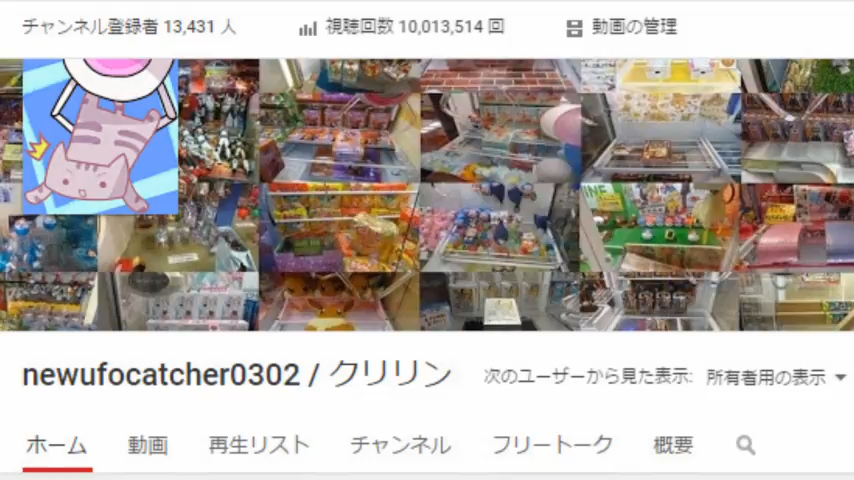 チャンネル登録者 13,431 人 視聴回数 10,013,514 回 動画の管理
newufocatcher0302 / クリリン 次のユーザーから見た表示: 所有者用の表示
ホーム 動画 再生リスト チャンネル フリートーク 概要